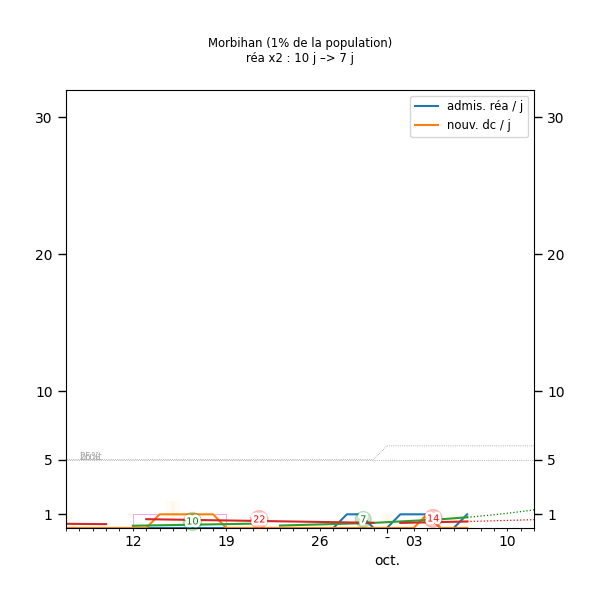 Morbihan (1% de la population)
réa x2 : 10 j –> 7 j
admis. réa / j
nouv. dc / j
30 30
20 20
10 10
5 5
1 1
10 22 7 14
12 19 26 - 03 10
oct.